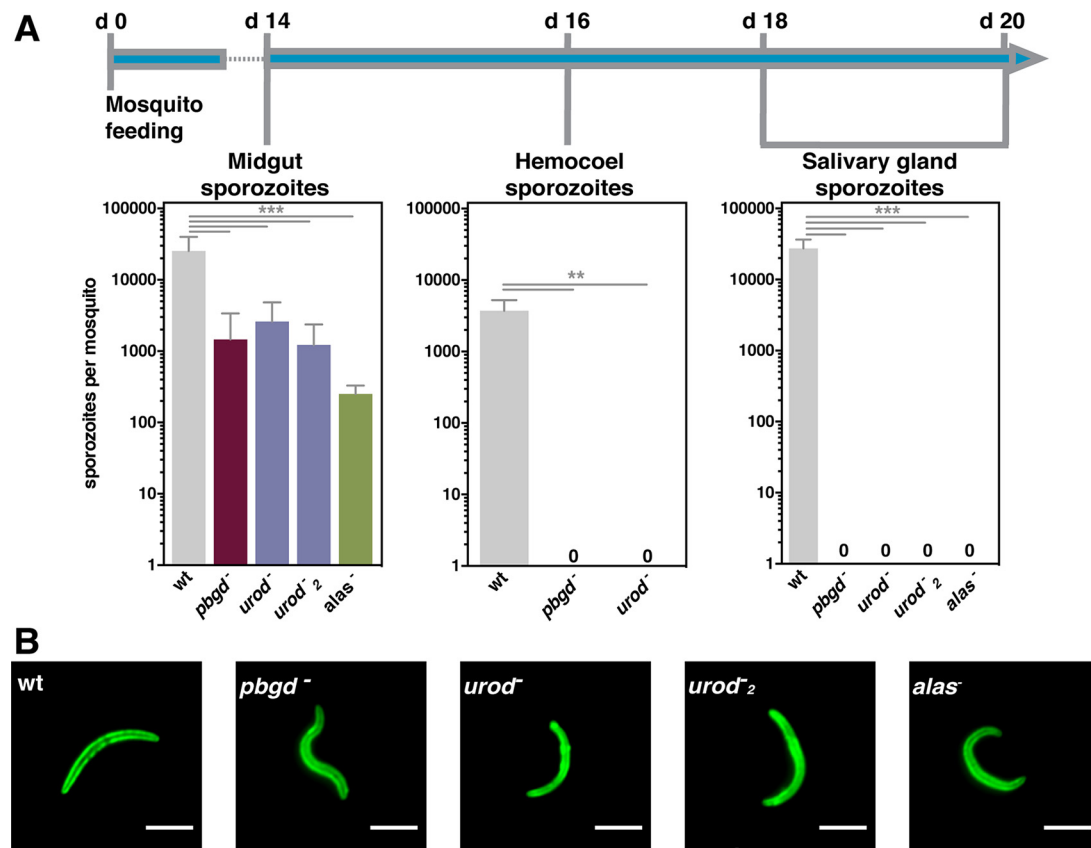 A
d 0 d 14 d 16 d 18 d 20
Mosquito
feeding
Midgut
sporozoites
Hemocoel
sporozoites
Salivary gland
sporozoites
sporozoites per mosquito
100000
10000
1000
100
10
1
***
wt
pbgd⁻
urod⁻
urod⁻₂
alas⁻
100000
10000
1000
100
10
1
**
0 0
wt
pbgd⁻
urod⁻
100000
10000
1000
100
10
1
***
0 0 0 0
wt
pbgd⁻
urod⁻
urod⁻₂
alas⁻
B
wt
pbgd⁻
urod⁻
urod⁻₂
alas⁻